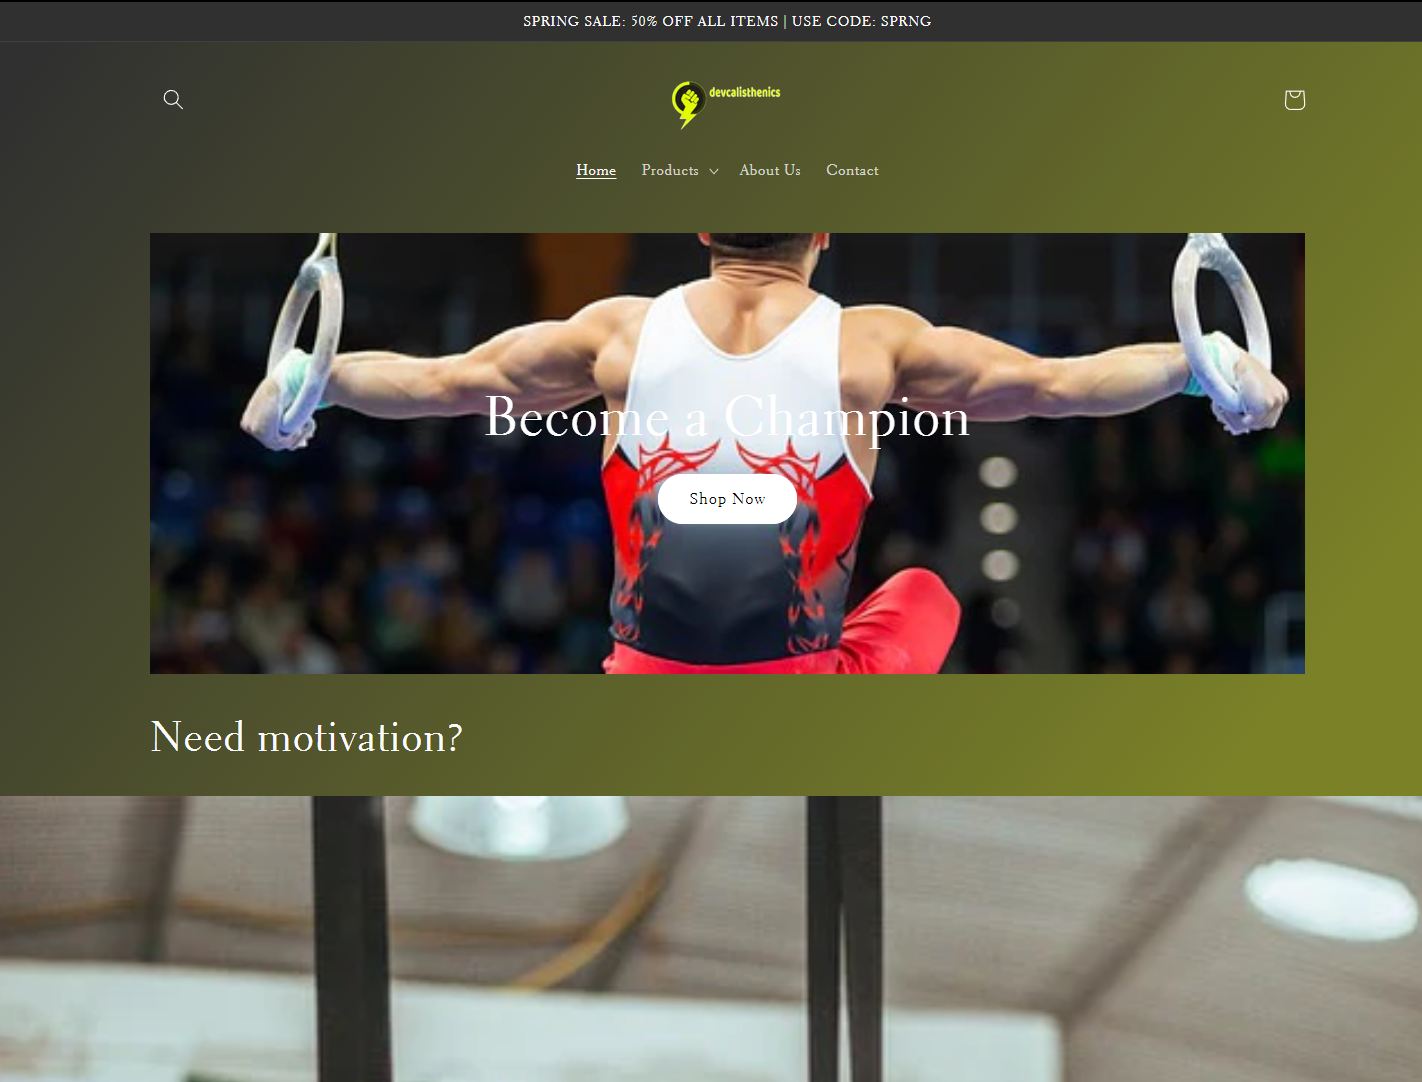 SPRING SALE: 50% OFF ALL ITEMS | USE CODE: SPRNG
devcalisthenics
Home Products About Us Contact
Become a Champion
Shop Now
Need motivation?